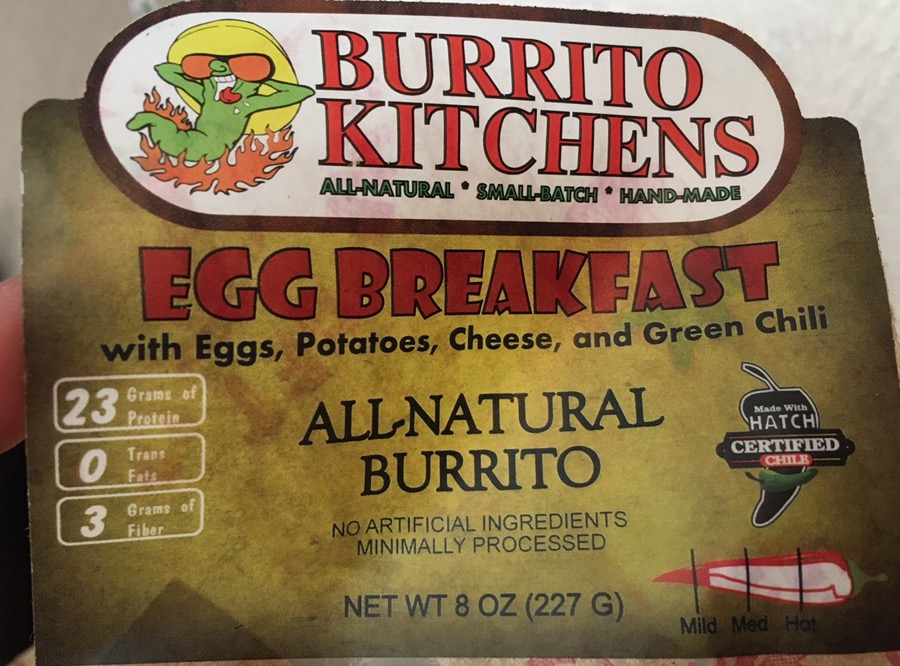 BURRITO
KITCHENS
ALL-NATURAL * SMALL-BATCH * HAND-MADE
EGG BREAKFAST
with Eggs, Potatoes, Cheese, and Green Chili
23 Grams of
Protein
0 Trans
Fats
3 Grams of
Fiber
ALL-NATURAL
BURRITO
NO ARTIFICIAL INGREDIENTS
MINIMALLY PROCESSED
NET WT 8 OZ (227 G)
Made With
HATCH
CERTIFIED
CHILE
Mild Med Hot